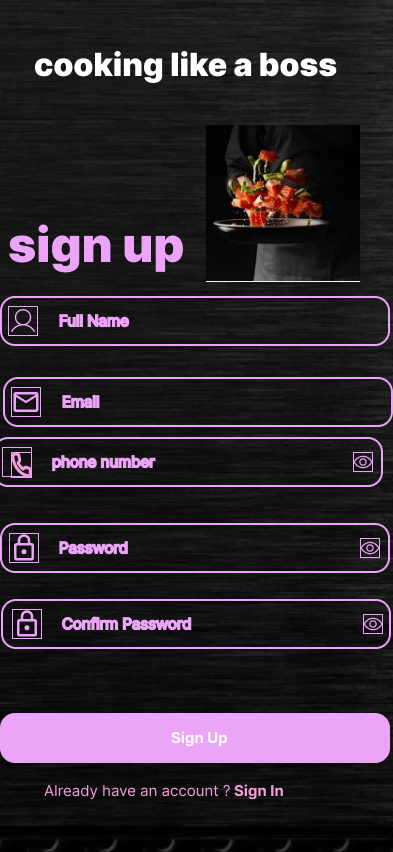 cooking like a boss
sign up
Full Name
Email
phone number
Password
Confirm Password
Sign Up
Already have an account ? Sign In